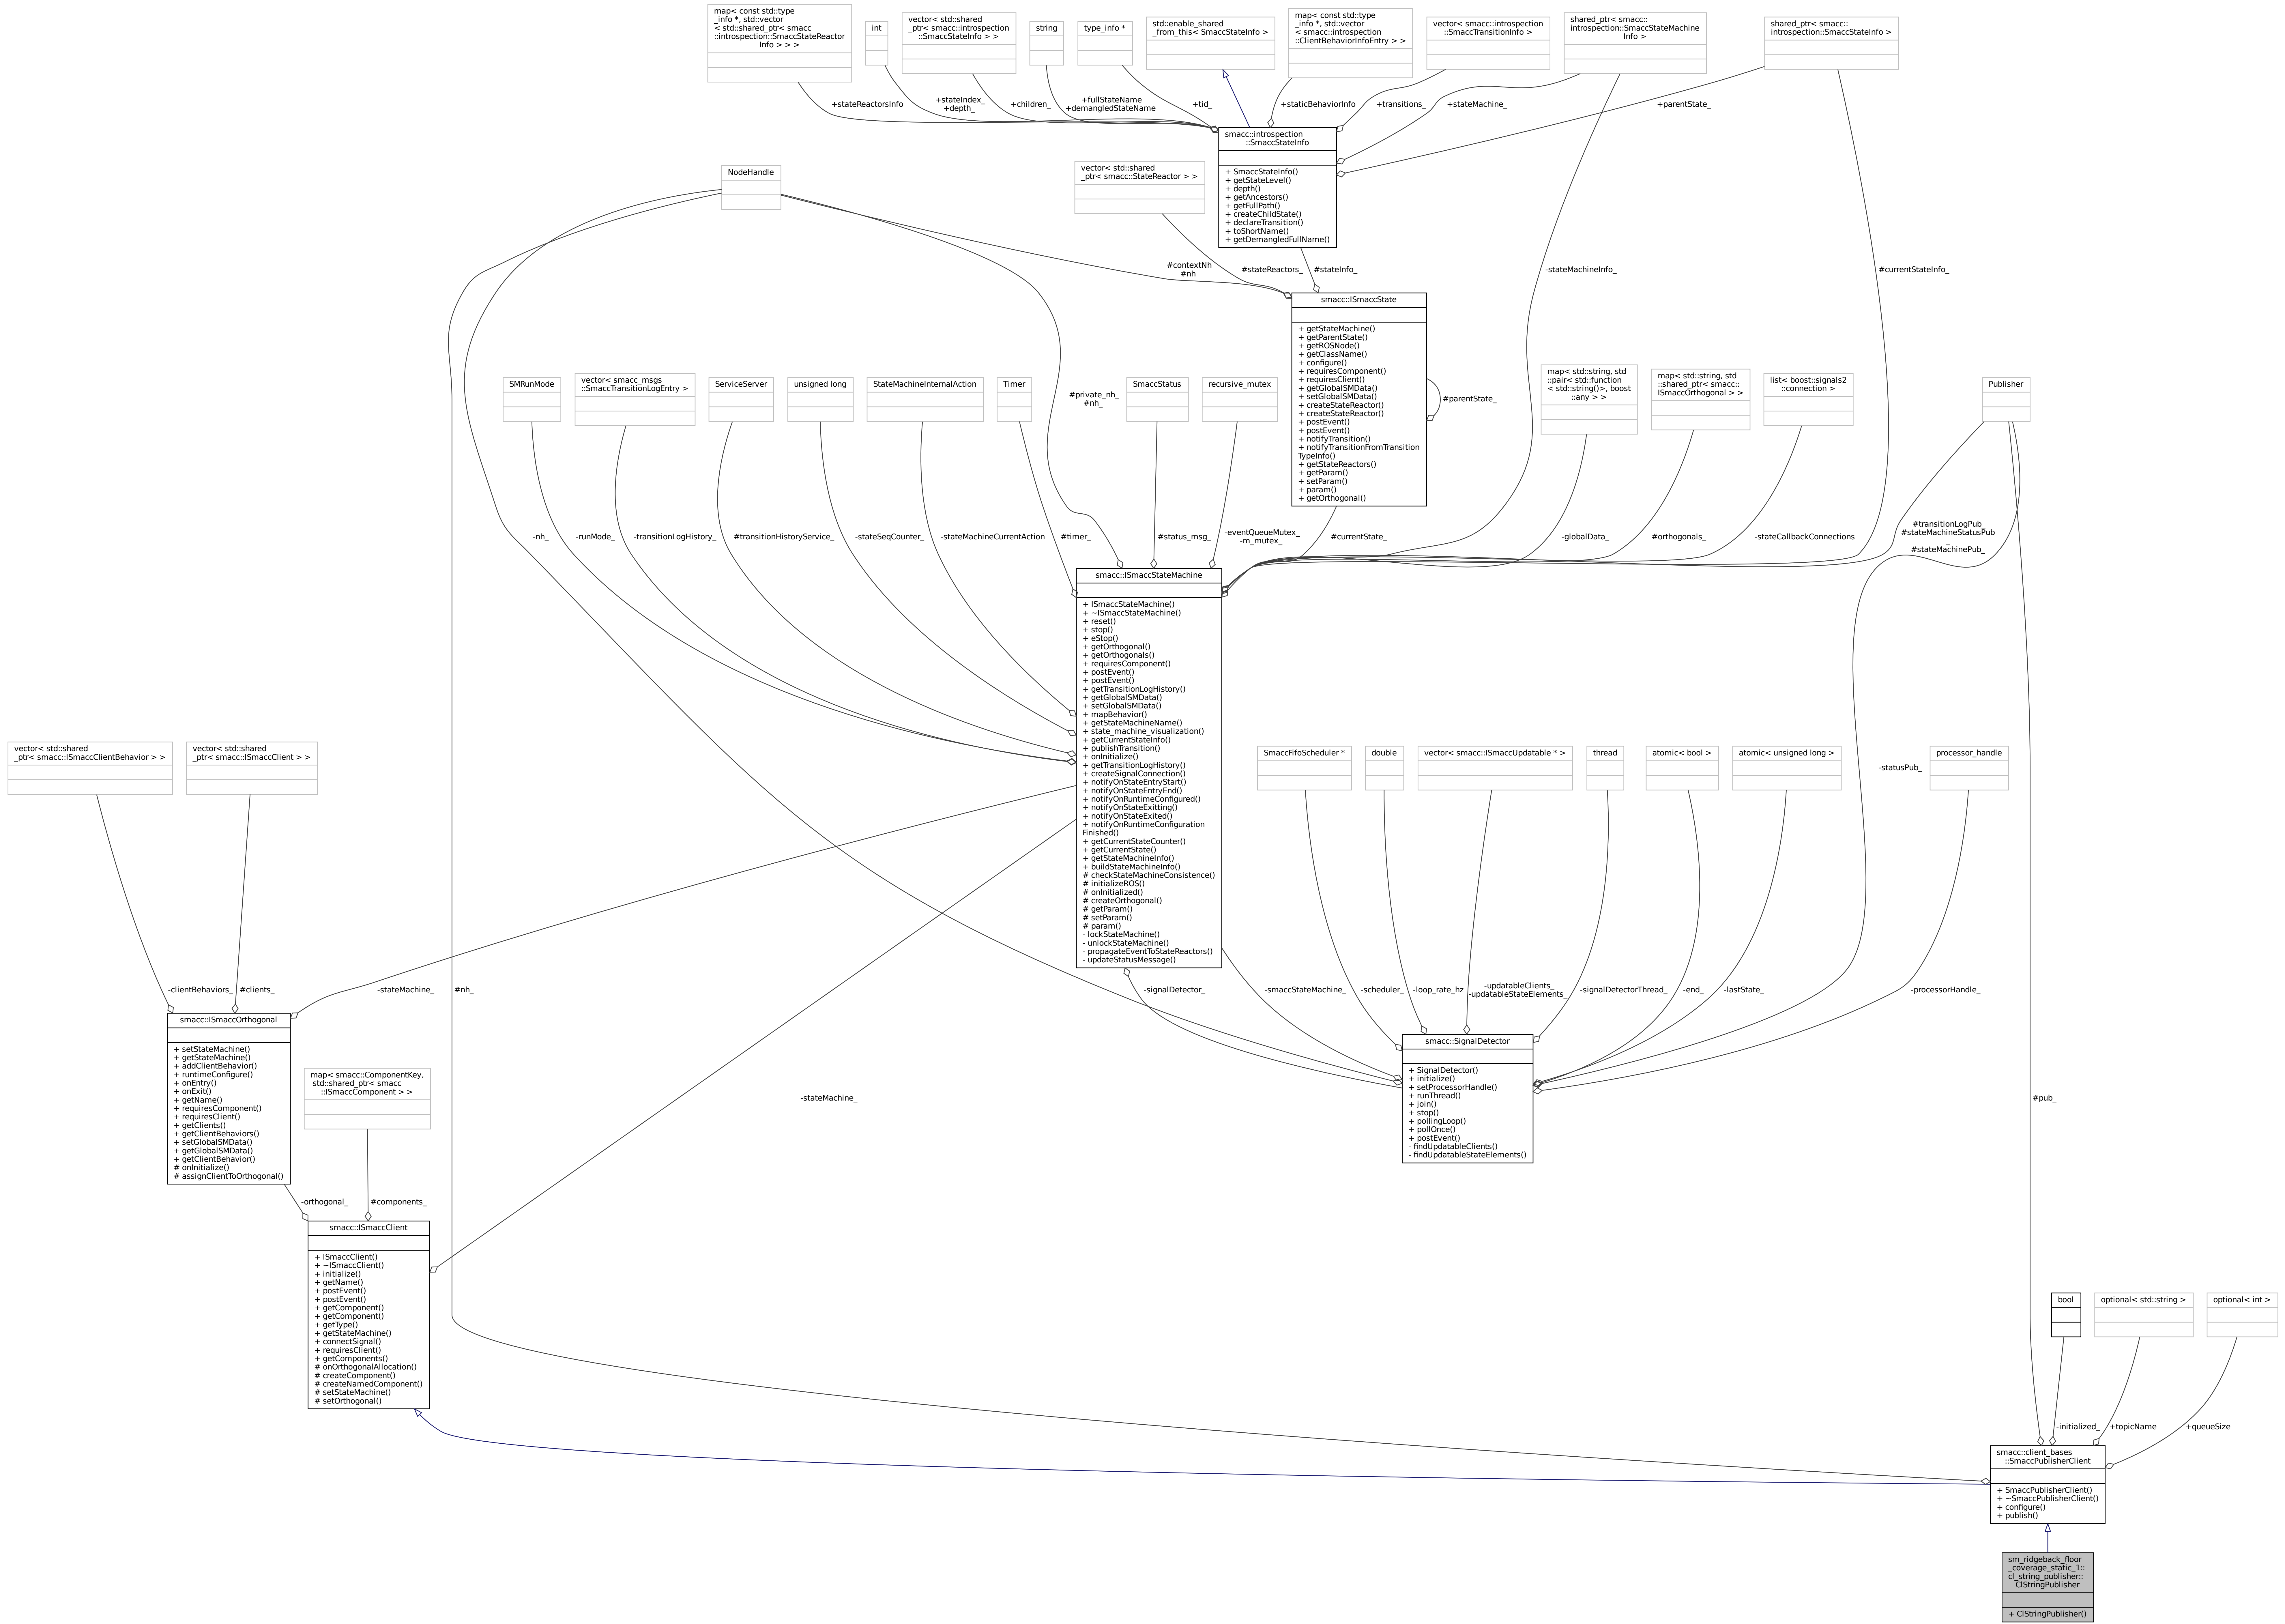 map< const std::type
_info *, std::vector
< std::shared_ptr< smacc
::introspection::SmaccStateReactor
Info > > >
int
vector< std::shared
_ptr< smacc::introspection
::SmaccStateInfo > >
string
type_info *
std::enable_shared
_from_this< SmaccStateInfo >
map< const std::type
_info *, std::vector
< smacc::introspection
::ClientBehaviorInfoEntry > >
vector< smacc::introspection
::SmaccTransitionInfo >
shared_ptr< smacc::
introspection::SmaccStateMachine
Info >
shared_ptr< smacc::
introspection::SmaccStateInfo >
+stateReactorsInfo
+stateIndex_
+depth_
+children_
+fullStateName
+demangledStateName
+tid_
+staticBehaviorInfo
+transitions_
+stateMachine_
+parentState_
smacc::introspection
::SmaccStateInfo
+ SmaccStateInfo()
+ getStateLevel()
+ depth()
+ getAncestors()
+ getFullPath()
+ createChildState()
+ declareTransition()
+ toShortName()
+ getDemangledFullName()
NodeHandle
vector< std::shared
_ptr< smacc::StateReactor > >
#contextNh
#nh
#stateReactors_
#stateInfo_
-stateMachineInfo_
#currentStateInfo_
smacc::ISmaccState
+ getStateMachine()
+ getParentState()
+ getROSNode()
+ getClassName()
+ configure()
+ requiresComponent()
+ requiresClient()
+ getGlobalSMData()
+ setGlobalSMData()
+ createStateReactor()
+ createStateReactor()
+ postEvent()
+ postEvent()
+ notifyTransition()
+ notifyTransitionFromTransition
TypeInfo()
+ getStateReactors()
+ getParam()
+ setParam()
+ param()
+ getOrthogonal()
#parentState_
SMRunMode
vector< smacc_msgs
::SmaccTransitionLogEntry >
ServiceServer
unsigned long
StateMachineInternalAction
Timer
#private_nh_
#nh_
SmaccStatus
recursive_mutex
map< std::string, std
::pair< std::function
< std::string()>, boost
::any > >
map< std::string, std
::shared_ptr< smacc::
ISmaccOrthogonal > >
list< boost::signals2
::connection >
Publisher
-nh_
-runMode_
-transitionLogHistory_
#transitionHistoryService_
-stateSeqCounter_
-stateMachineCurrentAction
#timer_
#status_msg_
-eventQueueMutex_
-m_mutex_
#currentState_
-globalData_
#orthogonals_
-stateCallbackConnections
#transitionLogPub_
#stateMachineStatusPub
_
#stateMachinePub_
smacc::ISmaccStateMachine
+ ISmaccStateMachine()
+ ~ISmaccStateMachine()
+ reset()
+ stop()
+ eStop()
+ getOrthogonal()
+ getOrthogonals()
+ requiresComponent()
+ postEvent()
+ postEvent()
+ getTransitionLogHistory()
+ getGlobalSMData()
+ setGlobalSMData()
+ mapBehavior()
+ getStateMachineName()
+ state_machine_visualization()
+ getCurrentStateInfo()
+ publishTransition()
+ onInitialize()
+ getTransitionLogHistory()
+ createSignalConnection()
+ notifyOnStateEntryStart()
+ notifyOnStateEntryEnd()
+ notifyOnRuntimeConfigured()
+ notifyOnStateExitting()
+ notifyOnStateExited()
+ notifyOnRuntimeConfiguration
Finished()
+ getCurrentStateCounter()
+ getCurrentState()
+ getStateMachineInfo()
+ buildStateMachineInfo()
# checkStateMachineConsistence()
# initializeROS()
# onInitialized()
# createOrthogonal()
# getParam()
# setParam()
# param()
- lockStateMachine()
- unlockStateMachine()
- propagateEventToStateReactors()
- updateStatusMessage()
vector< std::shared
_ptr< smacc::ISmaccClientBehavior > >
vector< std::shared
_ptr< smacc::ISmaccClient > >
SmaccFifoScheduler *
double
vector< smacc::ISmaccUpdatable * >
thread
atomic< bool >
atomic< unsigned long >
processor_handle
-statusPub_
-clientBehaviors_
#clients_
-stateMachine_
#nh_
-signalDetector_
-smaccStateMachine_
-scheduler_
-loop_rate_hz
-updatableClients_
-updatableStateElements_
-signalDetectorThread_
-end_
-lastState_
-processorHandle_
smacc::ISmaccOrthogonal
+ setStateMachine()
+ getStateMachine()
+ addClientBehavior()
+ runtimeConfigure()
+ onEntry()
+ onExit()
+ getName()
+ requiresComponent()
+ requiresClient()
+ getClients()
+ getClientBehaviors()
+ setGlobalSMData()
+ getGlobalSMData()
+ getClientBehavior()
# onInitialize()
# assignClientToOrthogonal()
map< smacc::ComponentKey,
std::shared_ptr< smacc
::ISmaccComponent > >
-stateMachine_
smacc::SignalDetector
+ SignalDetector()
+ initialize()
+ setProcessorHandle()
+ runThread()
+ join()
+ stop()
+ pollingLoop()
+ pollOnce()
+ postEvent()
- findUpdatableClients()
- findUpdatableStateElements()
#pub_
-orthogonal_
#components_
smacc::ISmaccClient
+ ISmaccClient()
+ ~ISmaccClient()
+ initialize()
+ getName()
+ postEvent()
+ postEvent()
+ getComponent()
+ getComponent()
+ getType()
+ getStateMachine()
+ connectSignal()
+ requiresClient()
+ getComponents()
# onOrthogonalAllocation()
# createComponent()
# createNamedComponent()
# setStateMachine()
# setOrthogonal()
bool
optional< std::string >
optional< int >
-initialized_
+topicName
+queueSize
smacc::client_bases
::SmaccPublisherClient
+ SmaccPublisherClient()
+ ~SmaccPublisherClient()
+ configure()
+ publish()
sm_ridgeback_floor
_coverage_static_1::
cl_string_publisher::
ClStringPublisher
+ ClStringPublisher()